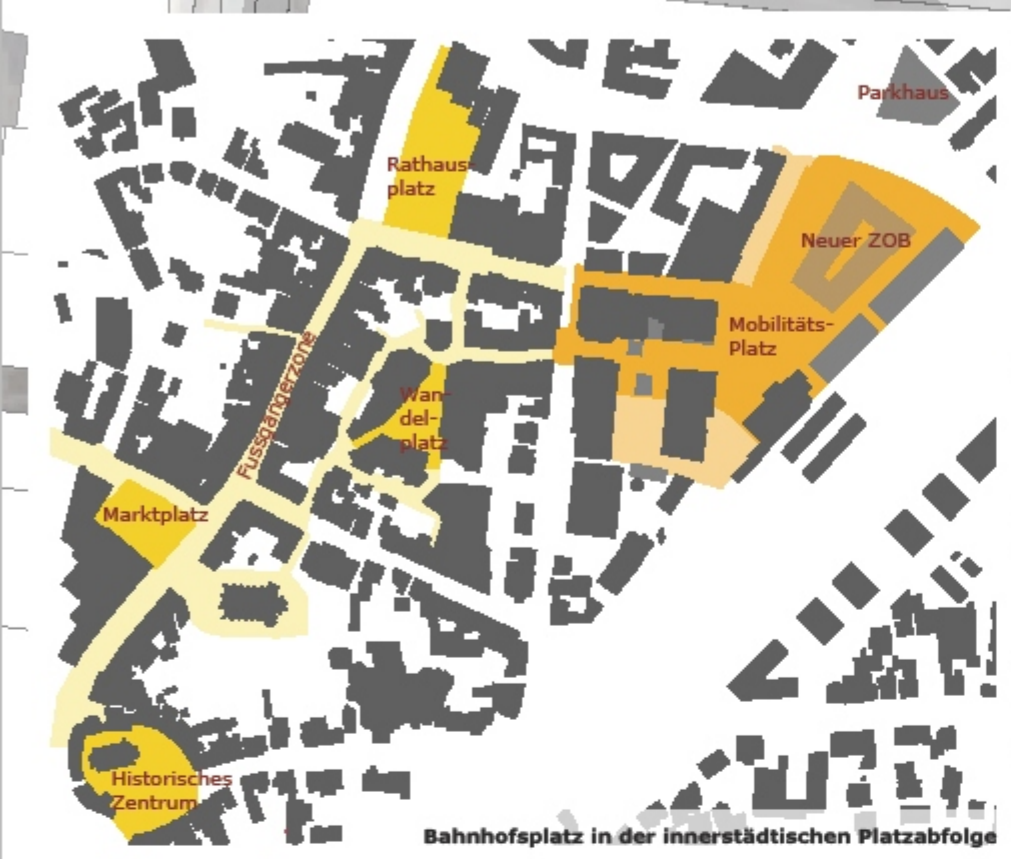 Parkhaus
Rathaus-
platz
Neuer ZOB
Mobilitäts-
Platz
Fussgängerzone
Wan-
del-
platz
Marktplatz
Historisches
Zentrum
Bahnhofsplatz in der innerstädtischen Platzabfolge